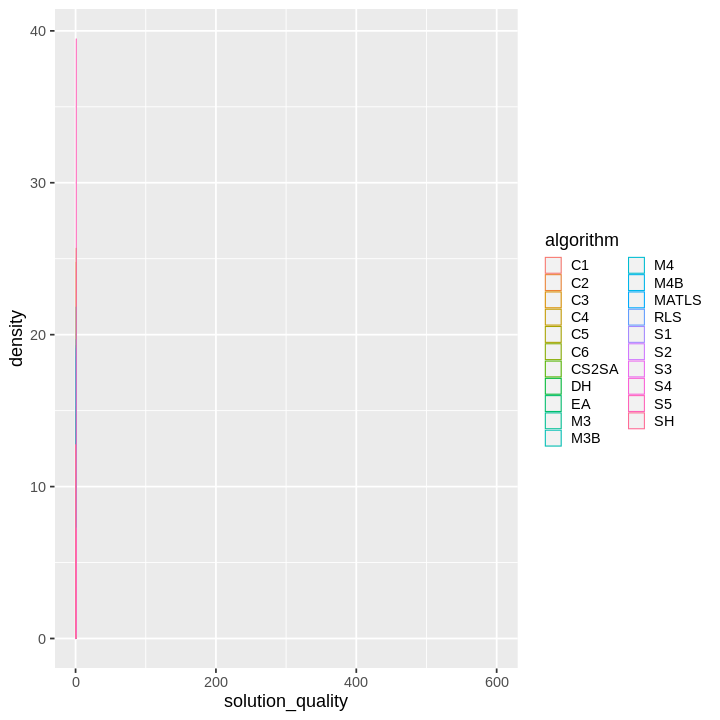 40
30
20
10
0
density
0 200 400 600
solution_quality
algorithm
C1
C2
C3
C4
C5
C6
CS2SA
DH
EA
M3
M3B
M4
M4B
MATLS
RLS
S1
S2
S3
S4
S5
SH